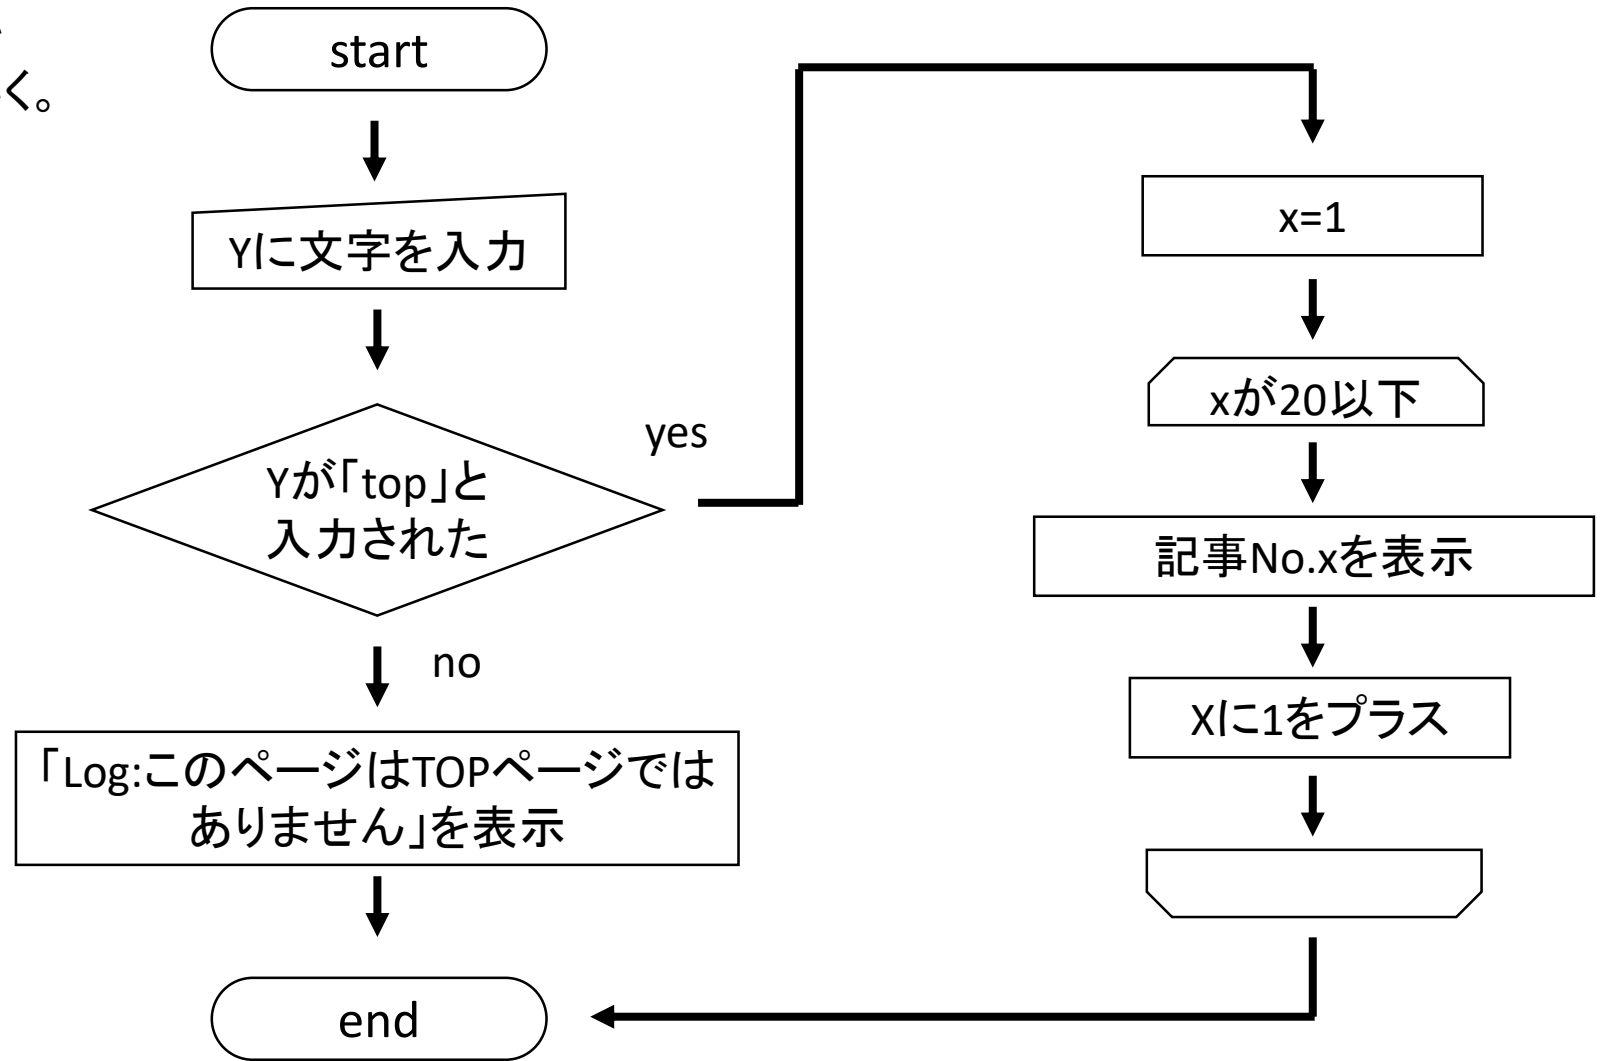 く。
start
Yに文字を入力
Yが「top」と
入力された
yes
no
「Log:このページはTOPページでは
ありません」を表示
end
x=1
xが20以下
記事No.xを表示
Xに1をプラス